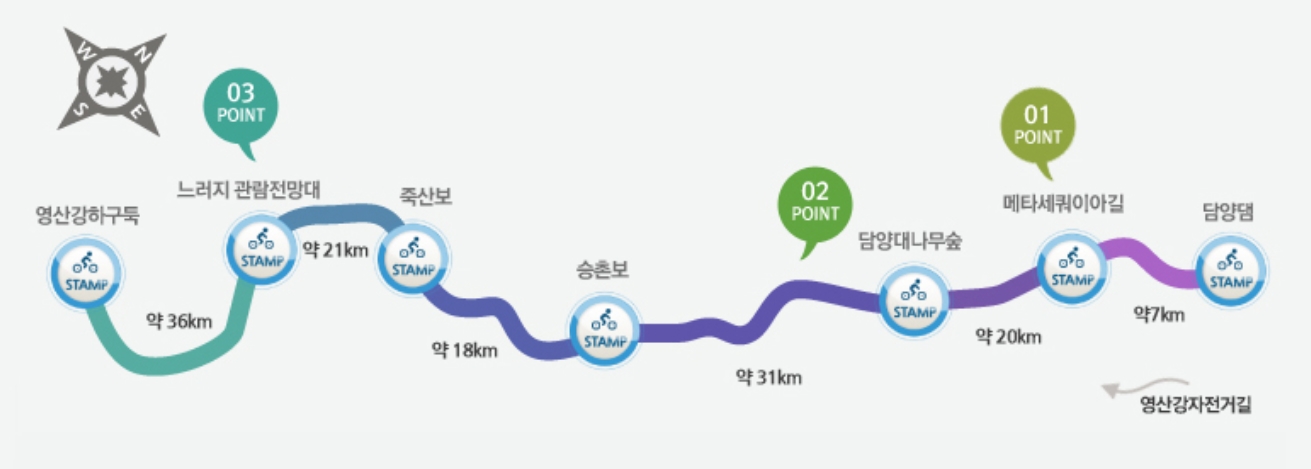 W
N
S
E
03
POINT
01
POINT
02
POINT
느러지 관람전망대
죽산보
영산강하구둑
메타세쿼이아길
담양댐
담양대나무숲
승촌보
STAMP
STAMP
STAMP
STAMP
STAMP
STAMP
STAMP
약 36km
약 21km
약 18km
약 31km
약 20km
약7km
영산강자전거길